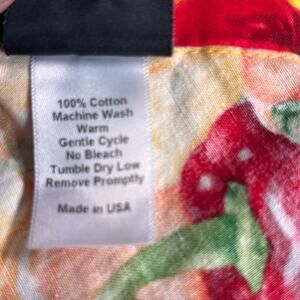 100% Cotton
Machine Wash
Warm
Gentle Cycle
No Bleach
Tumble Dry Low
Remove Promptly
Made in USA